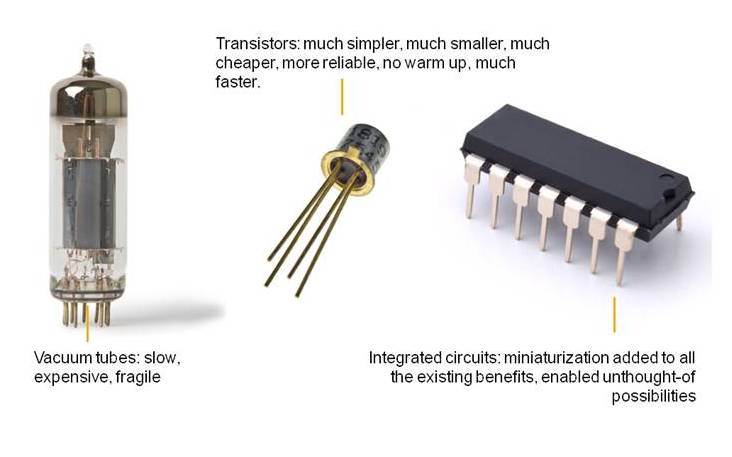 Transistors: much simpler, much smaller, much
cheaper, more reliable, no warm up, much
faster.
Vacuum tubes: slow,
expensive, fragile
Integrated circuits: miniaturization added to all
the existing benefits, enabled unthought-of
possibilities